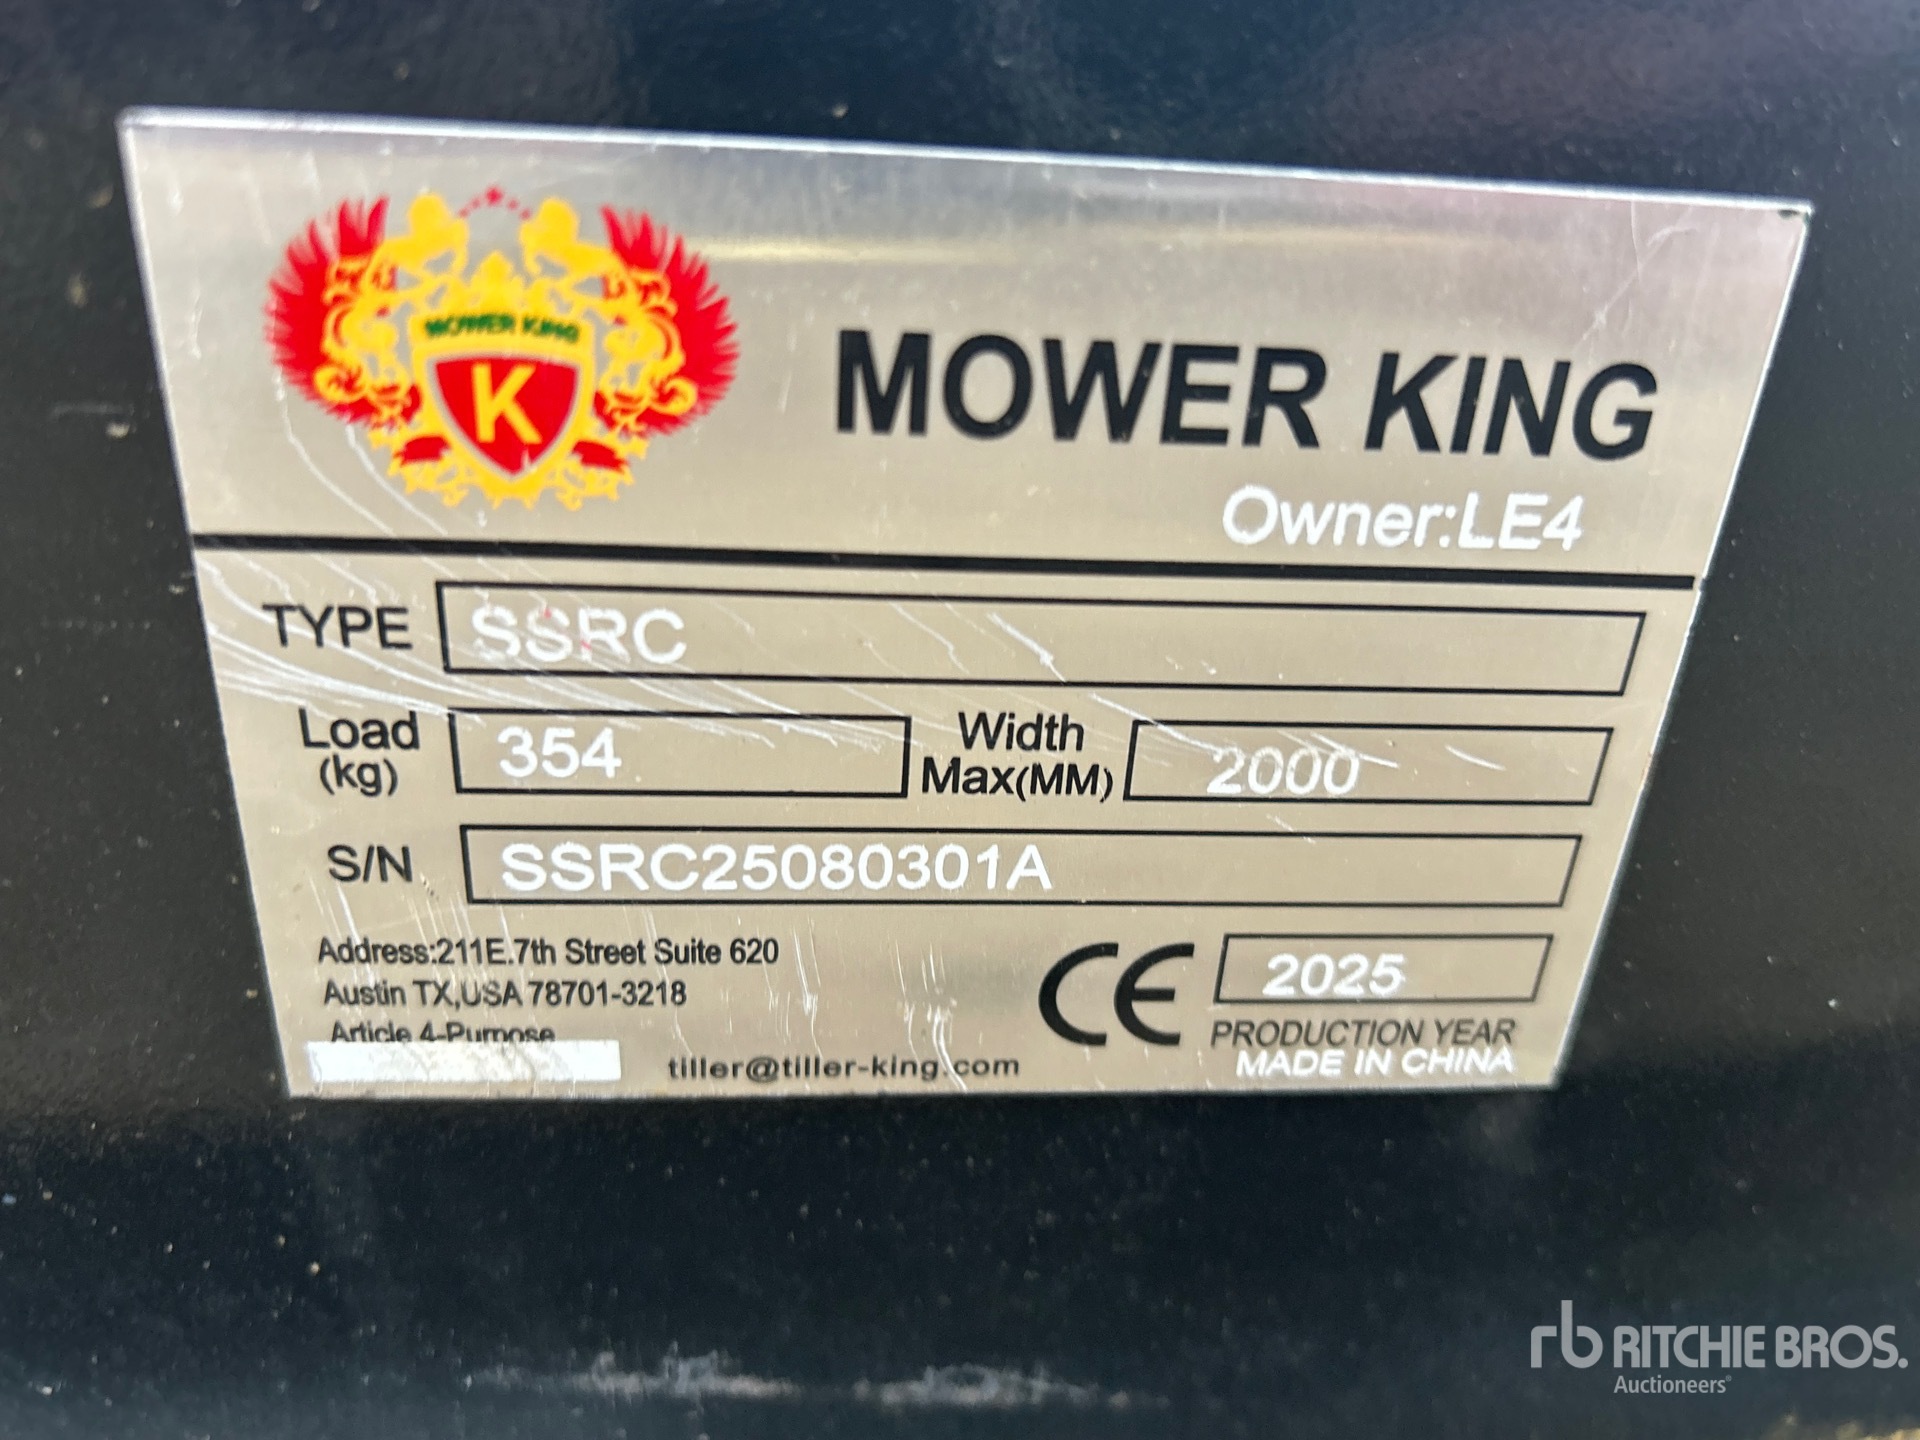 MOWER KING
K
MOWER KING
Owner:LE4
TYPE SSRC
Load (kg) 354 Width Max(MM) 2000
S/N SSRC25080301A
Address:211E.7th Street Suite 620
Austin TX,USA 78701-3218
Article 4-Purpose
tiller@tiller-king.com
CE 2025
PRODUCTION YEAR
MADE IN CHINA
rb RITCHIE BROS.
Auctioneers